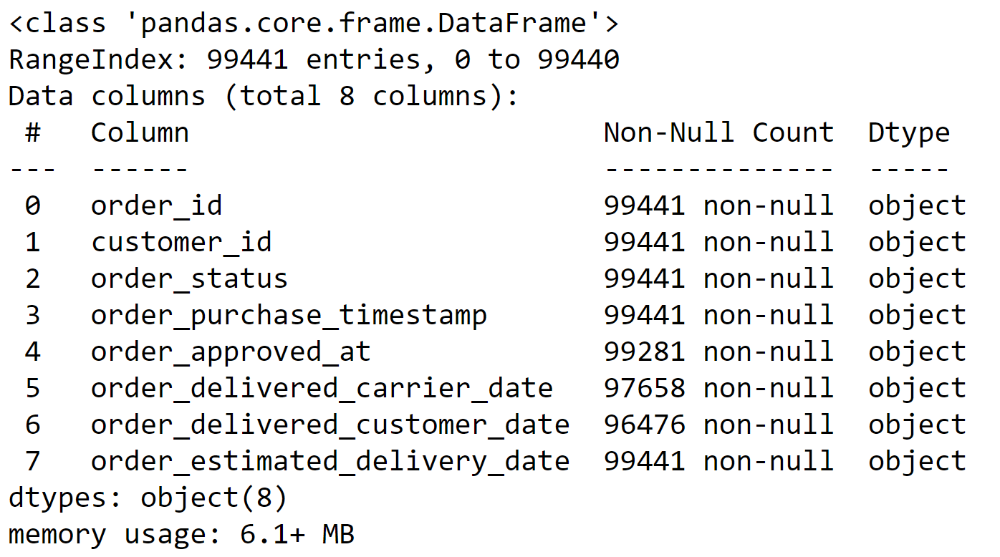 <class 'pandas.core.frame.DataFrame'>
RangeIndex: 99441 entries, 0 to 99440
Data columns (total 8 columns):
 #   Column                         Non-Null Count  Dtype
---  ------                         --------------  -----
 0   order_id                       99441 non-null  object
 1   customer_id                    99441 non-null  object
 2   order_status                   99441 non-null  object
 3   order_purchase_timestamp       99441 non-null  object
 4   order_approved_at              99281 non-null  object
 5   order_delivered_carrier_date   97658 non-null  object
 6   order_delivered_customer_date  96476 non-null  object
 7   order_estimated_delivery_date  99441 non-null  object
dtypes: object(8)
memory usage: 6.1+ MB